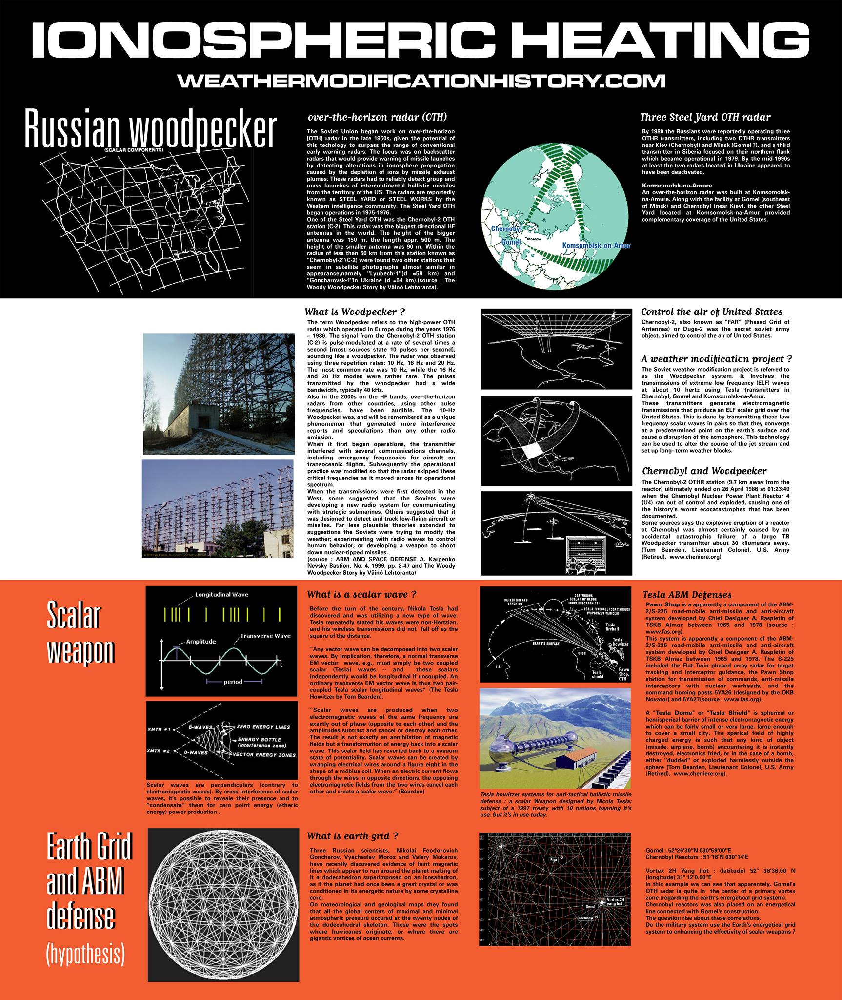 IONOSPHERIC HEATING
WEATHERMODIFICATIONHISTORY.COM
Russian woodpecker
(SCALAR COMPONENTS)
over-the-horizon radar (OTH)
The Soviet Union began work on over-the-horizon
[OTH] radar in the late 1950s, given the potential of
this techology to surpass the range of conventional
early warning radars. The focus was on backscatter
radars that would provide warning of missile launches
by detecting alterations in ionosphere propogation
caused by the depletion of ions by missile exhaust
plumes. These radars had to reliably detect group and
mass launches of intercontinental ballistic missiles
from the territory of the US. The radars are reportedly
known as STEEL YARD or STEEL WORKS by the
Western intelligence community. The Steel Yard OTH
began operations in 1975-1976.
One of the Steel Yard OTH was the Chernobyl-2 OTH
station (C-2). This radar was the biggest directional HF
antennas in the world. The height of the bigger
antenna was 150 m, the length appr. 500 m. The
height of the smaller antenna was 90 m. Within the
radius of less than 60 km from this station known as
"Chernobyl-2"(C-2) were found two other stations that
seem in satellite photographs almost similar in
appearance,namely "Lyubech-1"(d =58 km) and
"Goncharovsk-1"in Ukraine (d =54 km).(source : The
Woody Woodpecker Story by Väinö Lehtoranta).
Chernobyl
Gomel
Moscow
Komsomolsk-on-Amur
Three Steel Yard OTH radar
By 1980 the Russians were reportedly operating three
OTHR transmitters, including two OTHR transmitters
near Kiev (Chernobyl) and Minsk (Gomel ?), and a third
transmitter in Siberia focused on their northern flank
which became operational in 1979. By the mid-1990s
at least the two radars located in Ukraine appeared to
have been deactivated.
Komsomolsk-na-Amure
An over-the-horizon radar was built at Komsomolsk-
na-Amure. Along with the facility at Gomel (southeast
of Minsk) and Chernobyl (near Kiev), the other Steel
Yard located at Komsomolsk-na-Amur provided
complementary coverage of the United States.
What is Woodpecker ?
The term Woodpecker refers to the high-power OTH
radar which operated in Europe during the years 1976
– 1986. The signal from the Chernobyl-2 OTH station
(C-2) is pulse-modulated at a rate of several times a
second [most sources state 10 pulses per second],
sounding like a woodpecker. The radar was observed
using three repetition rates: 10 Hz, 16 Hz and 20 Hz.
The most common rate was 10 Hz, while the 16 Hz
and 20 Hz modes were rather rare. The pulses
transmitted by the woodpecker had a wide
bandwidth, typically 40 kHz.
Also in the 2000s on the HF bands, over-the-horizon
radars from other countries, using other pulse
frequencies, have been audible. The 10-Hz
Woodpecker was, and will be remembered as a unique
phenomenon that generated more interference
reports and speculations than any other radio
emission.
When it first began operations, the transmitter
interfered with several communications channels,
including emergency frequencies for aircraft on
transoceanic flights. Subsequently the operational
practice was modified so that the radar skipped these
critical frequencies as it moved across its operational
spectrum.
When the transmissions were first detected in the
West, some suggested that the Soviets were
developing a new radio system for communicating
with strategic submarines. Others suggested that it
was designed to detect and track low-flying aircraft or
missiles. Far less plausible theories extended to
suggestions the Soviets were trying to modify the
weather; experimenting with radio waves to control
human behavior; or developing a weapon to shoot
down nuclear-tipped missiles.
(source : ABM AND SPACE DEFENSE A. Karpenko
Nevsky Bastion, No. 4, 1999, pp. 2-47 and The Woody
Woodpecker Story by Väinö Lehtoranta)
Control the air of United States
Chernobyl-2, also known as "FAR" (Phased Grid of
Antennas) or Duga-2 was the secret soviet army
object, aimed to control the air of United States.
A weather modification project ?
The Soviet weather modification project is referred to
as the Woodpecker system. It involves the
transmissions of extreme low frequency (ELF) waves
at about 10 hertz using Tesla transmitters in
Chernobyl, Gomel and Komsomolsk-na-Amur.
These transmitters generate electromagnetic
transmissions that produce an ELF scalar grid over the
United States. This is done by transmitting these low
frequency scalar waves in pairs so that they converge
at a predetermined point on the earth's surface and
cause a disruption of the atmosphere. This technology
can be used to alter the course of the jet stream and
set up long- term weather blocks.
Chernobyl and Woodpecker
The Chernobyl-2 OTHR station (9.7 km away from the
reactor) ultimately ended on 26 April 1986 at 01:23:40
when the Chernobyl Nuclear Power Plant Reactor 4
(U4) ran out of control and exploded, causing one of
the history's worst ecocatastrophes that has been
documented.
Some sources says the explosive eruption of a reactor
at Chernobyl was almost certainly caused by an
accidental catastrophic failure of a large TR
Woodpecker transmitter about 30 kilometers away.
(Tom Bearden, Lieutenant Colonel, U.S. Army
(Retired), www.cheniere.org)
Scalar
weapon
Longitudinal Wave
Amplitude
Transverse Wave
t
period
XMTR #1
Ō-WAVES
ZERO ENERGY LINES
ENERGY BOTTLE
(interference zone)
XMTR #2
Ō-WAVES
VECTOR ENERGY ZONES
Scalar waves are perpendiculars (contrary to
electromagnetic waves). By cross interference of scalar
waves, it's possible to reveale their presence and to
"condensate" them for zero point energy (etheric
energy) power production .
What is a scalar wave ?
Before the turn of the century, Nikola Tesla had
discovered and was utilizing a new type of wave.
Tesla repeatedly stated his waves were non-Hertzian,
and his wireless transmissions did not fall off as the
square of the distance.
"Any vector wave can be decomposed into two scalar
waves. By implication, therefore, a normal transverse
EM vector wave, e.g., must simply be two coupled
scalar (Tesla) waves -- and these scalars
independently would be longitudinal if uncoupled. An
ordinary transverse EM vector wave is thus two pair-
coupled Tesla scalar longitudinal waves" (The Tesla
Howitzer by Tom Bearden).
"Scalar waves are produced when two
electromagnetic waves of the same frequency are
exactly out of phase (opposite to each other) and the
amplitudes subtract and cancel or destroy each other.
The result is not exactly an annihilation of magnetic
fields but a transformation of energy back into a scalar
wave. This scalar field has reverted back to a vacuum
state of potentiality. Scalar waves can be created by
wrapping electrical wires around a figure eight in the
shape of a möbius coil. When an electric current flows
through the wires in opposite directions, the opposing
electromagnetic fields from the two wires cancel each
other and create a scalar wave." (Bearden)
DETECTION AND
TRACKING
CONTINUOUS
TESLA EMP GLOBE
(DUDS ELECTRONICS)
TESLA FIREBALL (CONTINUOUS)
(VAPORIZES VEHICLE)
Tesla
fireball
Tesla
howitzer
EARTH'S SURFACE
USSR
U.S.
Tesla
shield
Pawn
Shop,
OTH
Tesla howitzer systems for anti-tactical ballistic missile
defense : a scalar Weapon designed by Nicola Tesla;
subject of a 1997 treaty with 10 nations banning it's
use, but it's in use today.
Tesla ABM Defenses
Pawn Shop is a apparently a component of the ABM-
2/S-225 road-mobile anti-missile and anti-aircraft
system developed by Chief Designer A. Raspletin of
TSKB Almaz between 1965 and 1978 (source :
www.fas.org).
This system is apparently a component of the ABM-
2/S-225 road-mobile anti-missile and anti-aircraft
system developed by Chief Designer A. Raspletin of
TSKB Almaz between 1965 and 1978. The S-225
included the Flat Twin phased array radar for target
tracking and interceptor guidance, the Pawn Shop
station for transmission of commands, anti-missile
interceptors with nuclear warheads, and the
command homing posts 5YA26 (designed by the OKB
Novator) and 5YA27(source : www.fas.org).
A "Tesla Dome" or "Tesla Shield" is spherical or
hemisperical barrier of intense electromagnetic energy
which can be fairly small or very large, large enough
to cover a small city. The sperical field of highly
charged energy is such that any kind of object
(missile, airplane, bomb) encountering it is instantly
destroyed, electronics fried, or in the case of a bomb,
either "dudded" or exploded harmlessly outside the
sphere (Tom Bearden, Lieutenant Colonel, U.S. Army
(Retired), www.cheniere.org).
Earth Grid
and ABM
defense
(hypothesis)
What is earth grid ?
Three Russian scientists, Nikolai Feodorovich
Goncharov, Vyacheslav Moroz and Valery Mokarov,
have recently discovered evidence of faint magnetic
lines which appear to run around the planet making of
it a dodecahedron superimposed on an icosahedron,
as if the planet had once been a great crystal or was
conditioned in its energetic nature by some crystalline
core.
On meteorological and geological maps they found
that all the global centers of maximal and minimal
atmospheric pressure occured at the twenty nodes of
the dodecahedral skeleton. These were the spots
where hurricanes originate, or where there are
gigantic vortices of ocean currents.
Riga
Vortex 2H
yang hot
Gomel
Chernobyl
Gomel : 52°26'30"N 030°59'00"E
Chernobyl Reactors : 51°16'N 030°14'E
Vortex 2H Yang hot : (latitude) 52° 36'36.00 N
(longitude) 31° 12'0.00"E
In this example we can see that apparentely, Gomel's
OTH radar is quite in the center of a primary vortex
zone (regarding the earth's energetical grid system).
Chernobyl reactors was also placed on an energetical
line connected with Gomel's construction.
The question rise about these correlations.
Do the military system use the Earth's energetical grid
system to enhancing the effectivity of scalar weapons ?